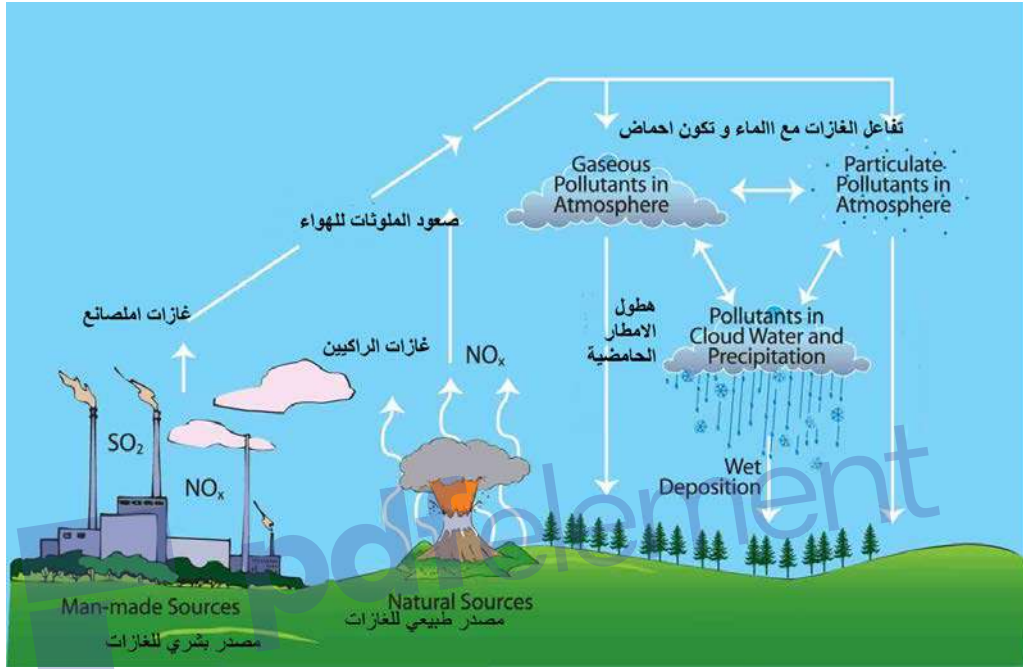 تفاعل الغازات مع االماء و تكون احماض
Gaseous
Pollutants in
Atmosphere
Particulate
Pollutants in
Atmosphere
صعود الملوثات للهواء
غازات املصانع
غازات الراكيين
NOx
هطول
الامطار
الحامضية
Pollutants in
Cloud Water and
Precipitation
SO2
NOx
Wet
Deposition
pdfelement
Man-made Sources
مصدر بشري للغازات
Natural Sources
مصدر طبيعي للغازات